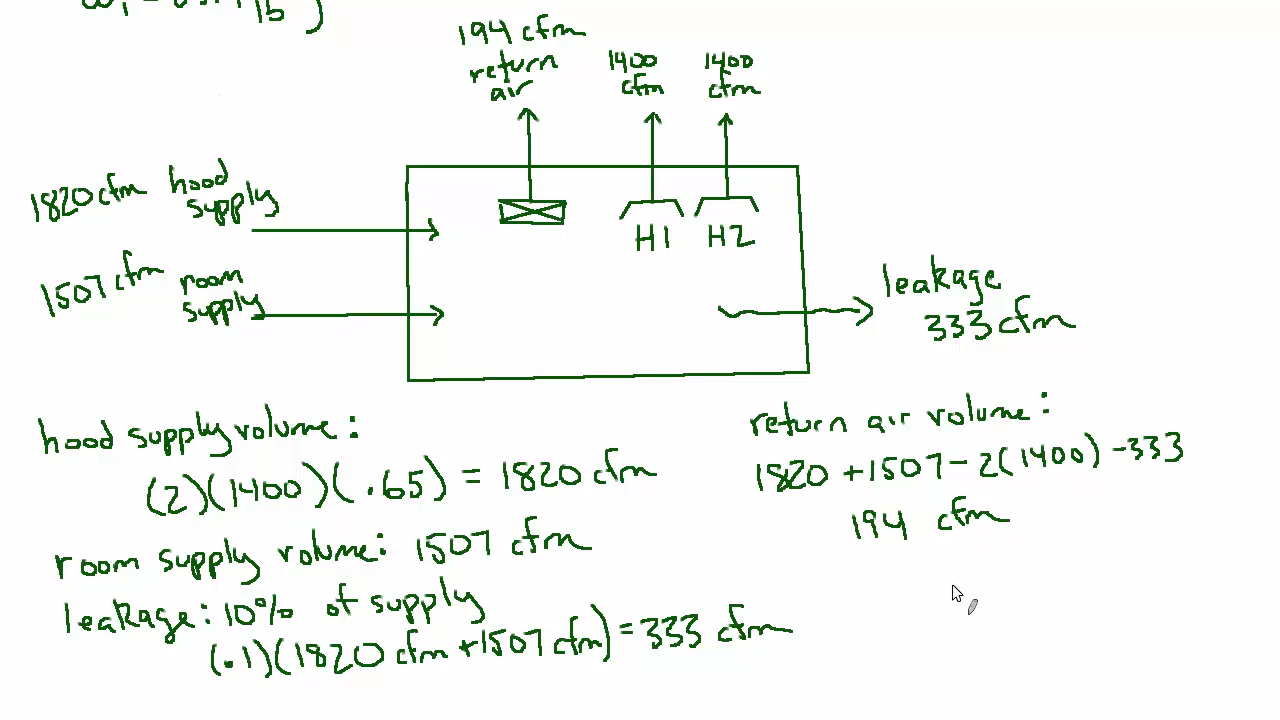 194 cfm
return
air
1400
cfm
1400
cfm
1820 cfm hood
supply
1507 cfm room
supply
H1 H2
leakage
333 cfm
hood supply volume:
(2)(1400)(.65) = 1820 cfm
room supply volume: 1507 cfm
leakage: 10% of supply
(.1)(1820 cfm +1507 cfm) = 333 cfm
return air volume:
1820 +1507 - 2(1400) -333
194 cfm